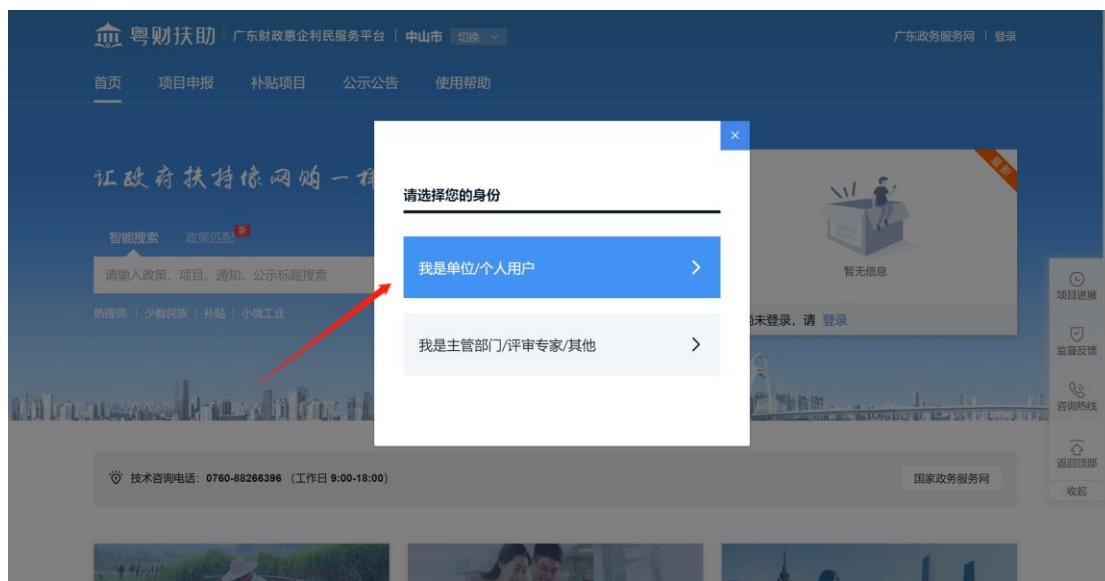 粤财扶助 广东财政惠企利民服务平台 中山市 切换 广东政务服务网 登录
首页 项目申报 补贴项目 公示公告 使用帮助
让政府扶持像网购一样
最新
请选择您的身份
智能搜索 政策匹配 新
请输入政策、项目、通知、公示标题搜索
我是单位/个人用户
暂无信息
热搜词 少数民族 补贴 小微工业
尚未登录，请 登录
我是主管部门/评审专家/其他
项目进展
监督反馈
咨询热线
返回顶部
收起
技术咨询电话：0760-88266396 （工作日 9:00-18:00） 国家政务服务网